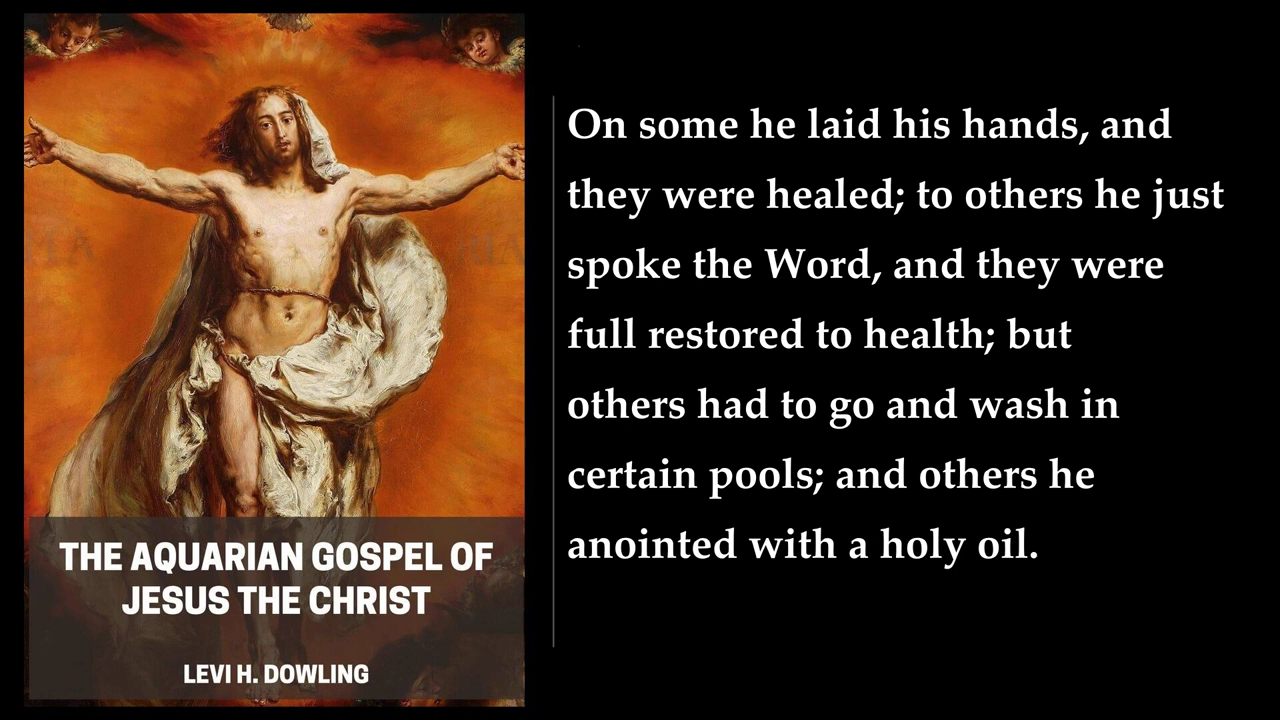 THE AQUARIAN GOSPEL OF
JESUS THE CHRIST
LEVI H. DOWLING
On some he laid his hands, and
they were healed; to others he just
spoke the Word, and they were
full restored to health; but
others had to go and wash in
certain pools; and others he
anointed with a holy oil.